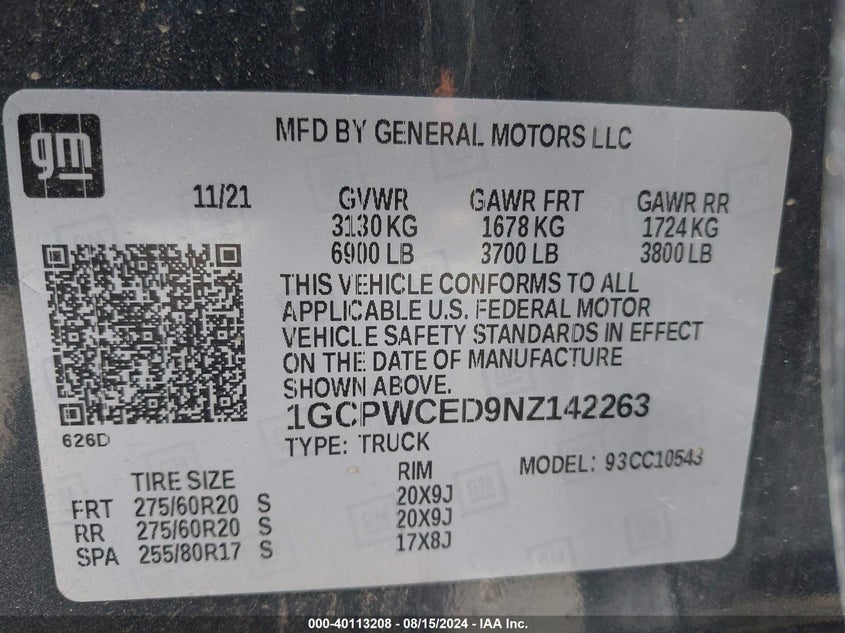 gm
MFD BY GENERAL MOTORS LLC
11/21 GVWR GAWR FRT GAWR RR
3130 KG 1678 KG 1724 KG
6900 LB 3700 LB 3800 LB
THIS VEHICLE CONFORMS TO ALL
APPLICABLE U.S. FEDERAL MOTOR
VEHICLE SAFETY STANDARDS IN EFFECT
ON THE DATE OF MANUFACTURE
SHOWN ABOVE.
1GCPWCED9NZ142263
626D
TYPE: TRUCK
MODEL: 93CC10543
TIRE SIZE RIM
FRT 275/60R20 S 20X9J
RR 275/60R20 S 20X9J
SPA 255/80R17 S 17X8J
000-40113208 - 08/15/2024 - IAA Inc.